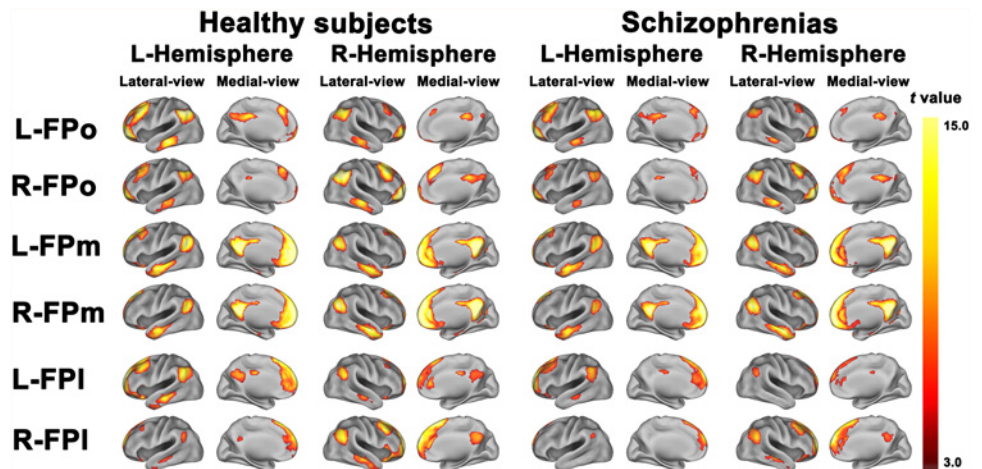 Healthy subjects Schizophrenias
L-Hemisphere R-Hemisphere L-Hemisphere R-Hemisphere
Lateral-view Medial-view Lateral-view Medial-view Lateral-view Medial-view Lateral-view Medial-view
t value
15.0
L-FPo
R-FPo
L-FPm
R-FPm
L-FPl
R-FPl
3.0